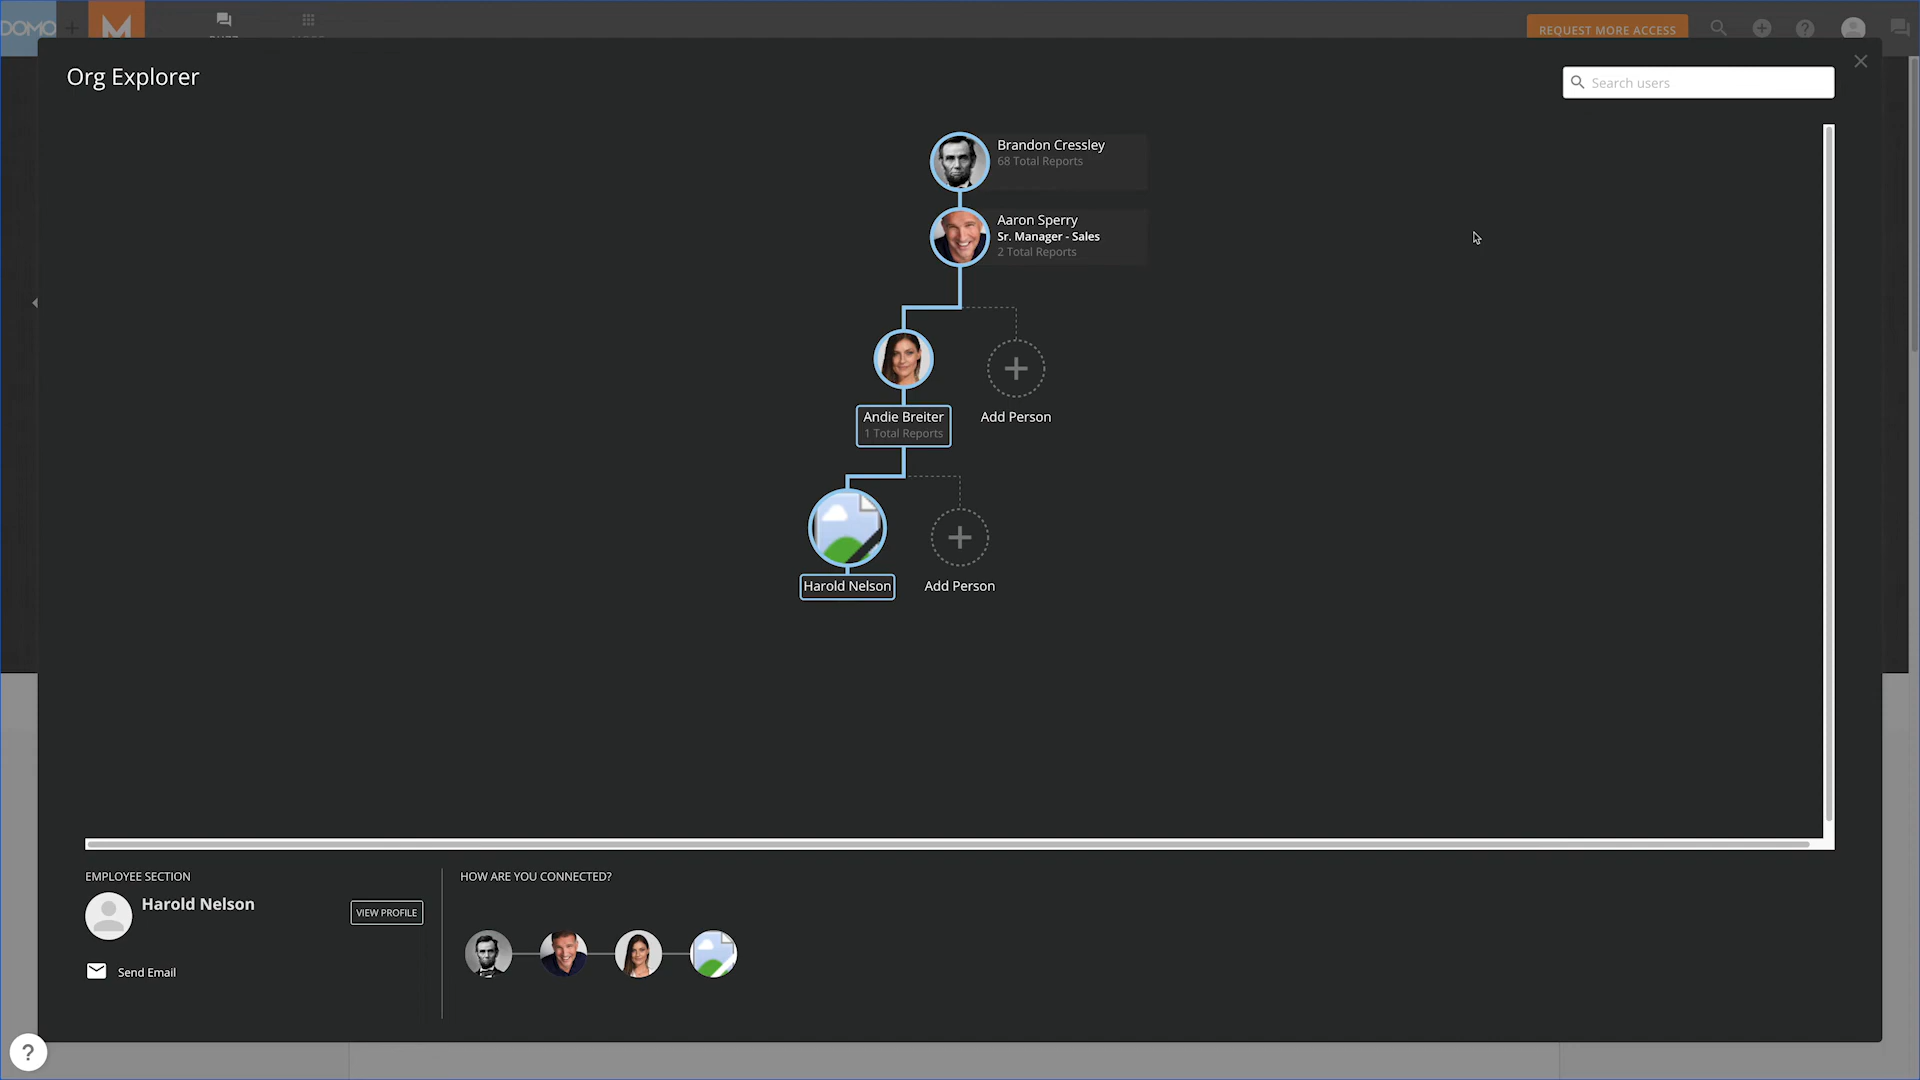 DOMO
REQUEST MORE ACCESS
Org Explorer
Search users
Brandon Cressley
68 Total Reports
Aaron Sperry
Sr. Manager - Sales
2 Total Reports
Andie Breiter
1 Total Reports
Add Person
Harold Nelson
Add Person
EMPLOYEE SECTION
Harold Nelson
VIEW PROFILE
Send Email
HOW ARE YOU CONNECTED?
?